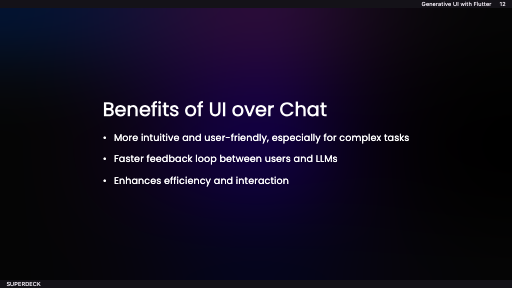 Generative UI with Flutter 12
Benefits of UI over Chat
• More intuitive and user-friendly, especially for complex tasks
• Faster feedback loop between users and LLMs
• Enhances efficiency and interaction
SUPERDECK